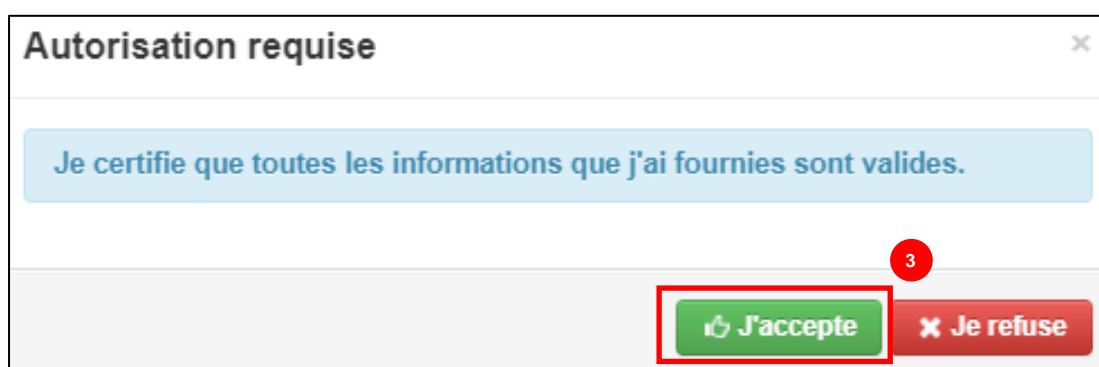 Autorisation requise
×
Je certifie que toutes les informations que j'ai fournies sont valides.
3
J'accepte
Je refuse